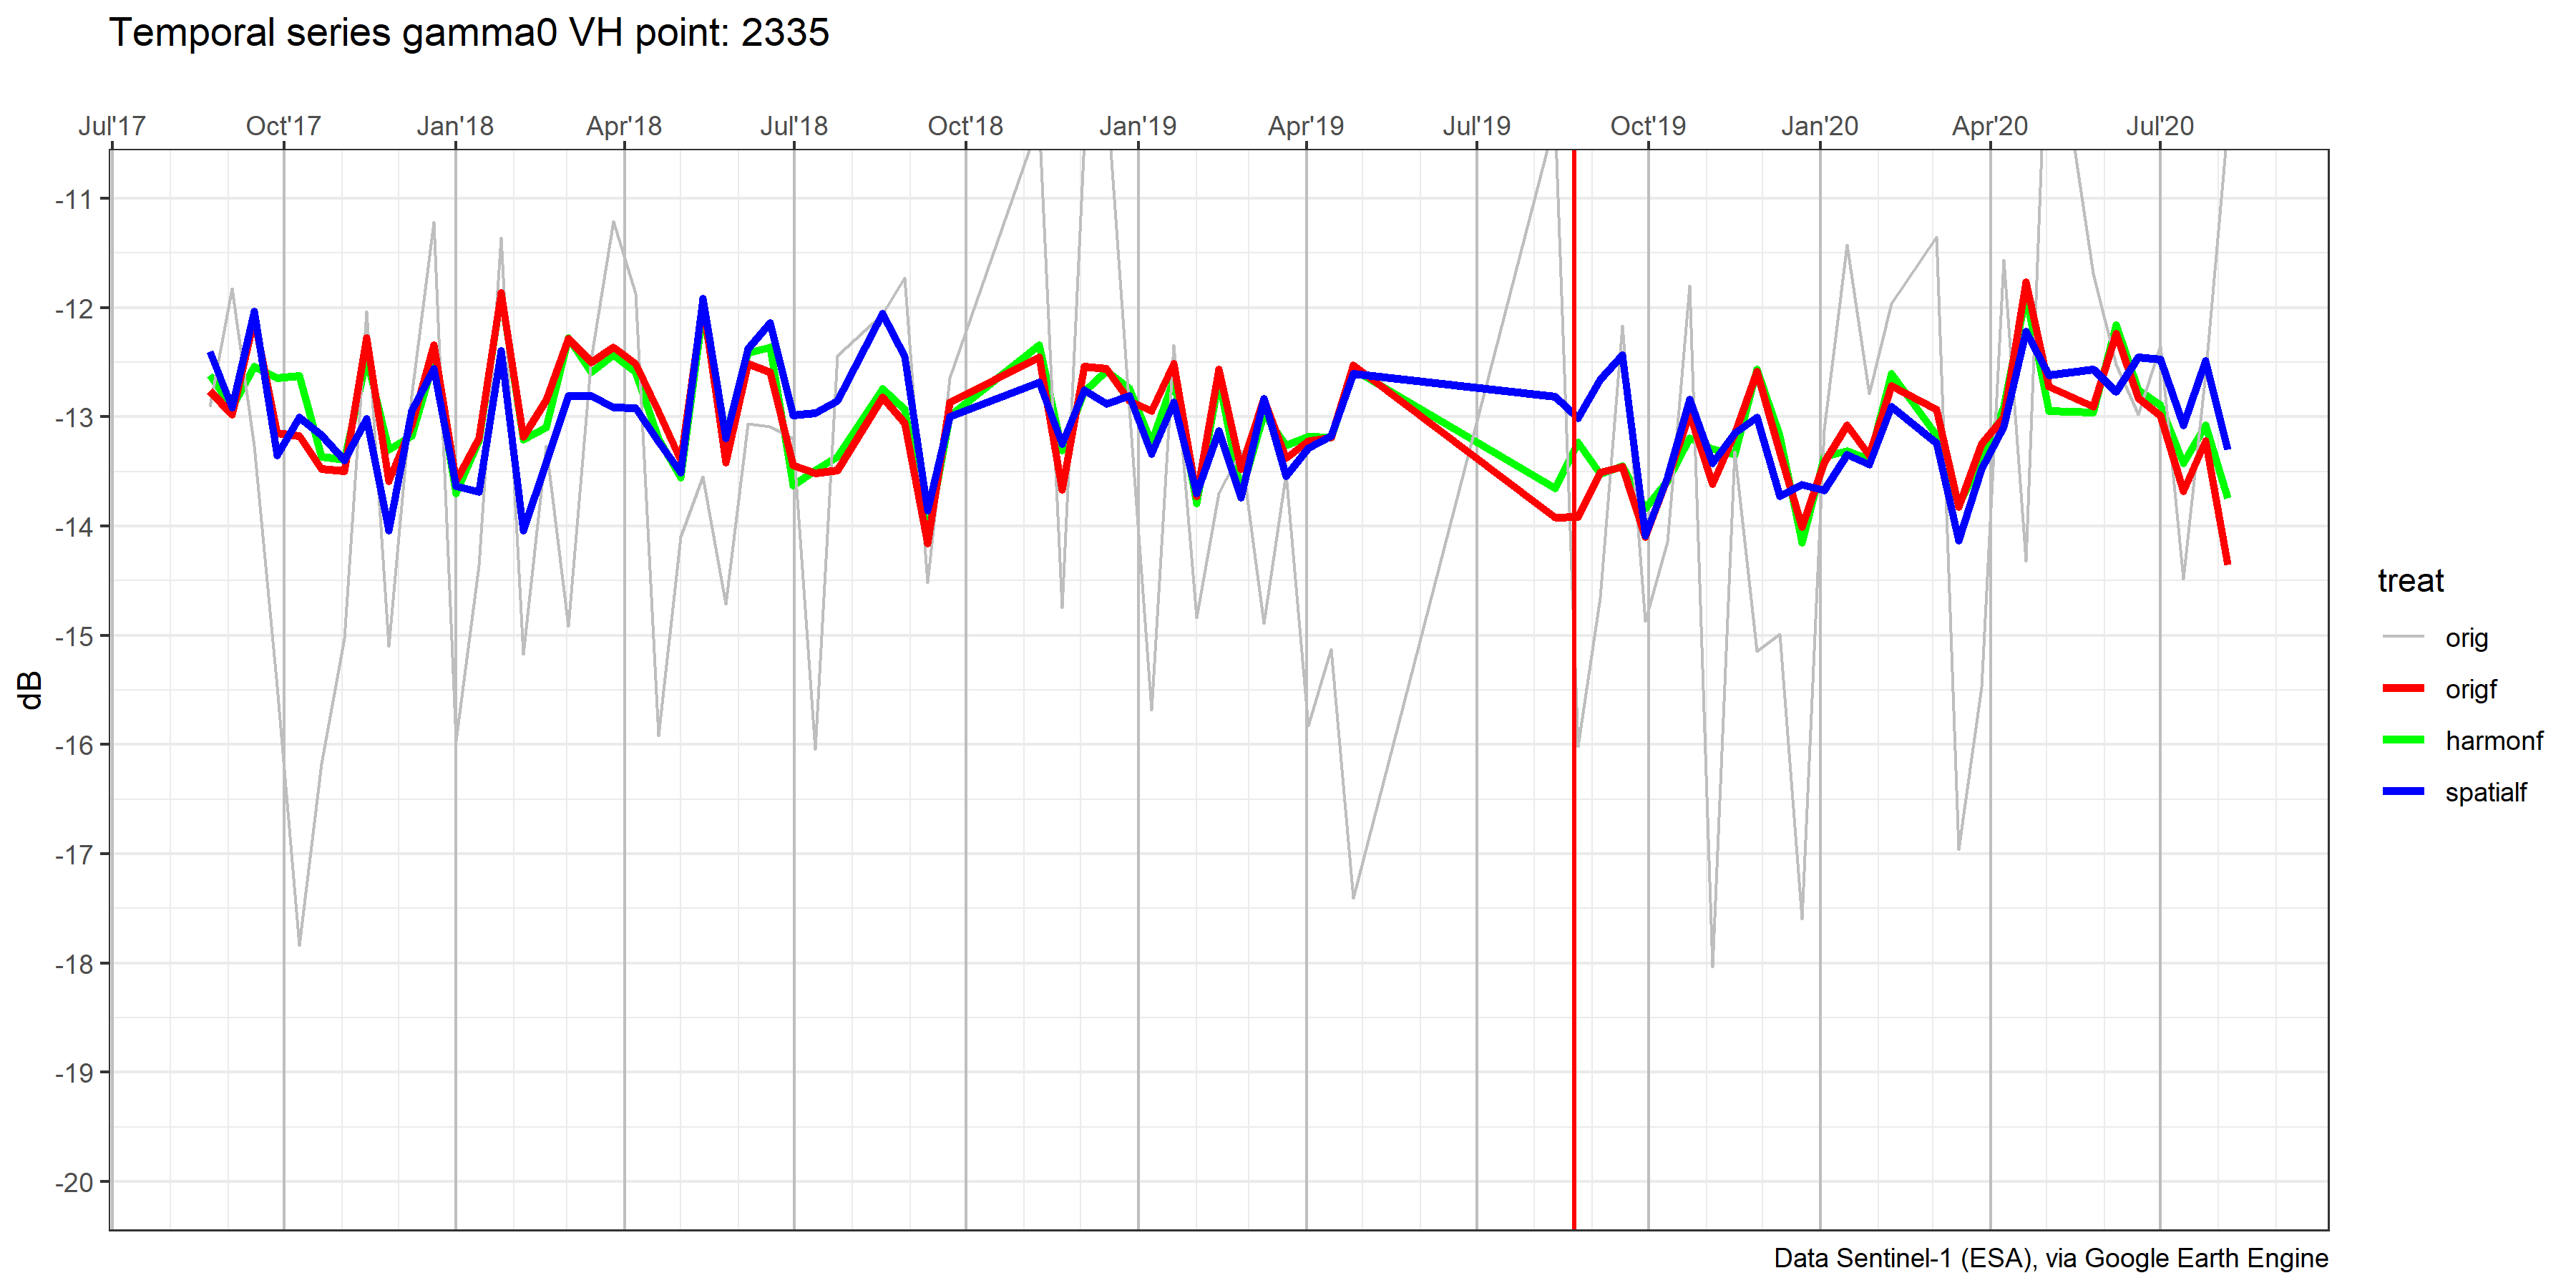 Temporal series gamma0 VH point: 2335
Jul'17 Oct'17 Jan'18 Apr'18 Jul'18 Oct'18 Jan'19 Apr'19 Jul'19 Oct'19 Jan'20 Apr'20 Jul'20
-11
-12
-13
-14
-15
-16
-17
-18
-19
-20
dB
treat
orig
origf
harmonf
spatialf
Data Sentinel-1 (ESA), via Google Earth Engine